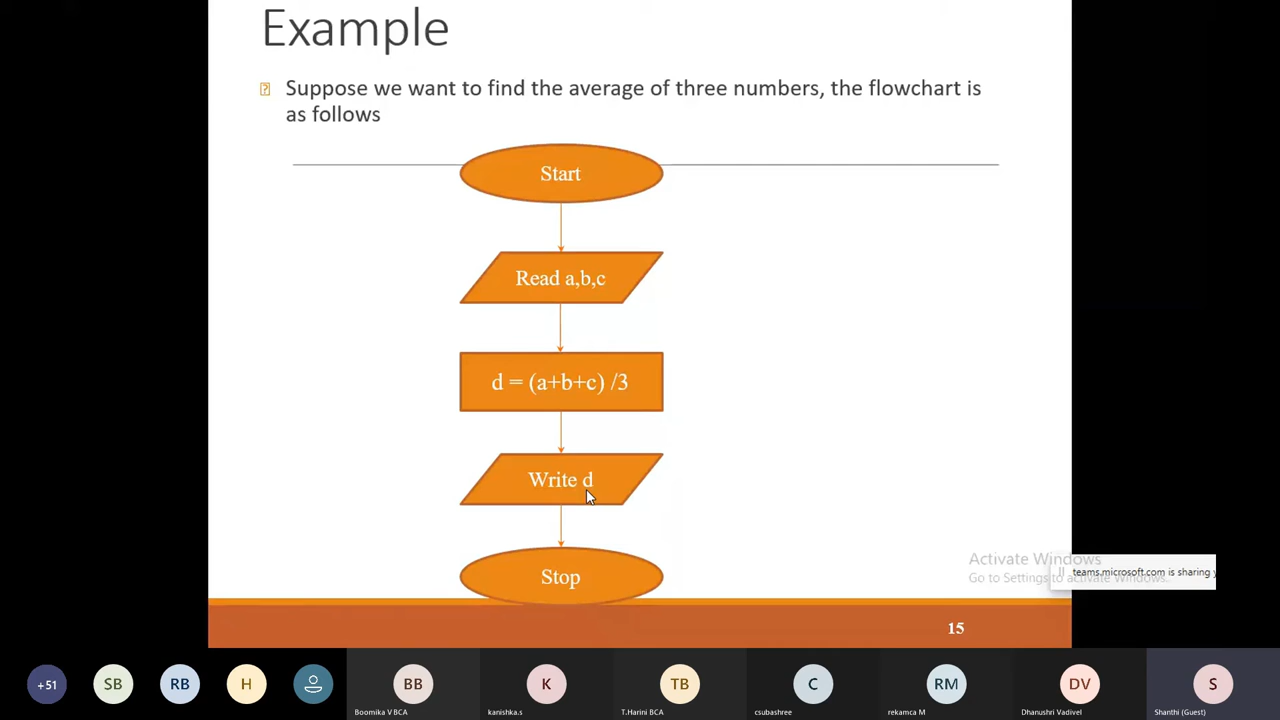 Example
Suppose we want to find the average of three numbers, the flowchart is
as follows
Start
Read a,b,c
d = (a+b+c) /3
Write d
Stop
Activate Windows
Go to Settings to activate Windows.
teams.microsoft.com is sharing y
15
+51
SB
RB
H
BB
K
TB
C
RM
DV
S
Boomika V BCA
kanishka.s
T.Harini BCA
csubashree
rekamca M
Dhanushri Vadivel
Shanthi (Guest)